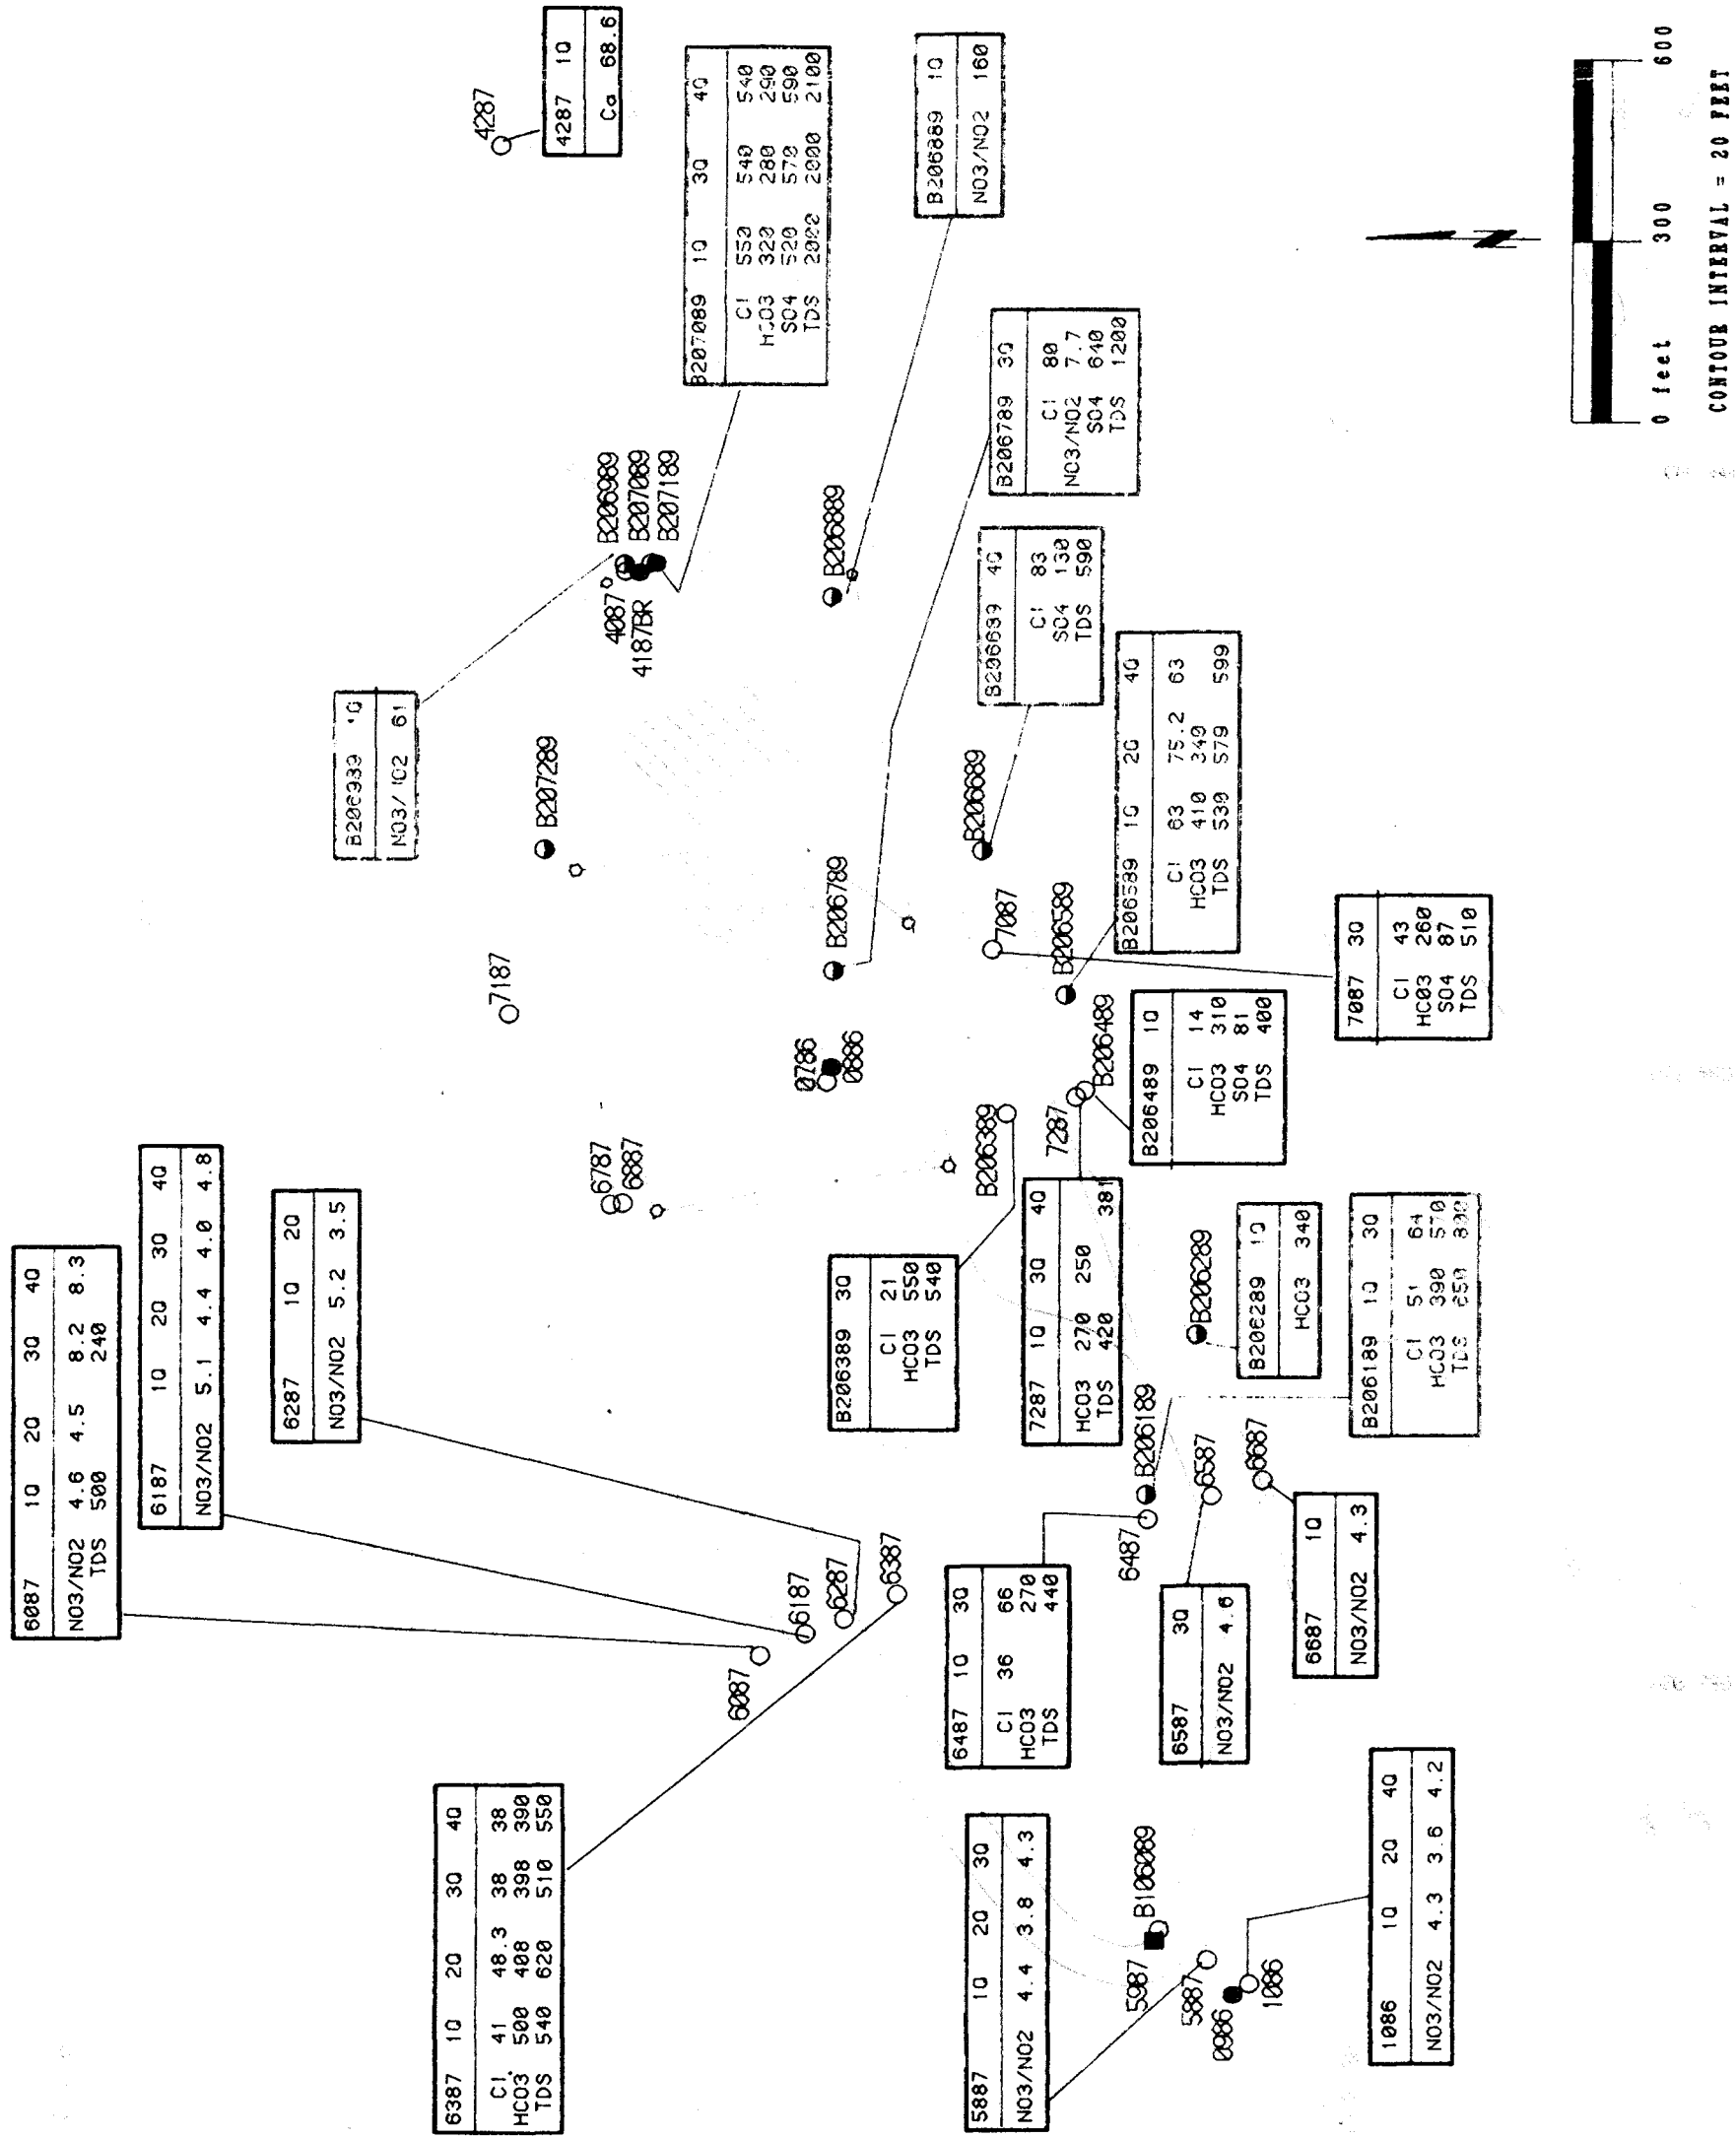 6087 1Q 2Q 3Q 4Q
NO3/NO2 4.6 4.5 8.2 8.3
TDS 500 240
6187 1Q 2Q 3Q 4Q
NO3/NO2 5.1 4.4 4.0 4.8
6287 1Q 2Q
NO3/NO2 5.2 3.5
6387 1Q 2Q 3Q 4Q
Cl 41 48.3 38 38
HCO3 500 408 398 390
TDS 540 620 510 550
B206989 1Q
NO3/NO2 61
4287
4287 1Q
Ca 68.6
7187
B207289
6787
6887
4087
4187BR
B206989
B207089
B207189
B207089 1Q 3Q 4Q
Cl 550 540 540
HCO3 320 280 290
SO4 520 570 590
TDS 2000 2000 2100
6087
6187
6287
6387
0786
0886
B206789
B206889
B206889 1Q
NO3/NO2 160
B206389 3Q
Cl 21
HCO3 550
TDS 540
B206389
B206689
B206789 3Q
Cl 80
NO3/NO2 7.7
SO4 640
TDS 1200
B206689 4Q
Cl 83
SO4 130
TDS 590
6487 1Q 3Q
Cl 36 66
HCO3 270
TDS 440
7287 1Q 3Q 4Q
HCO3 270 250
TDS 420 381
7087
7287
B206489
B206589
5887 1Q 2Q 3Q
NO3/NO2 4.4 3.8 4.3
B206589 1Q 2Q 4Q
Cl 63 75.2 63
HCO3 410 340
TDS 530 579 599
B206489 1Q
Cl 14
HCO3 310
SO4 81
TDS 400
5987
B106089
6487
B206189
B206289
5887
6587
0986
1086
6687
6587 3Q
NO3/NO2 4.6
B206289 1Q
HCO3 340
6687 1Q
NO3/NO2 4.3
7087 3Q
Cl 43
HCO3 260
SO4 87
TDS 510
B206189 1Q 3Q
Cl 51 64
HCO3 390 570
TDS 650 800
1086 1Q 2Q 4Q
NO3/NO2 4.3 3.6 4.2
0 feet 300 600
CONTOUR INTERVAL = 20 FEET